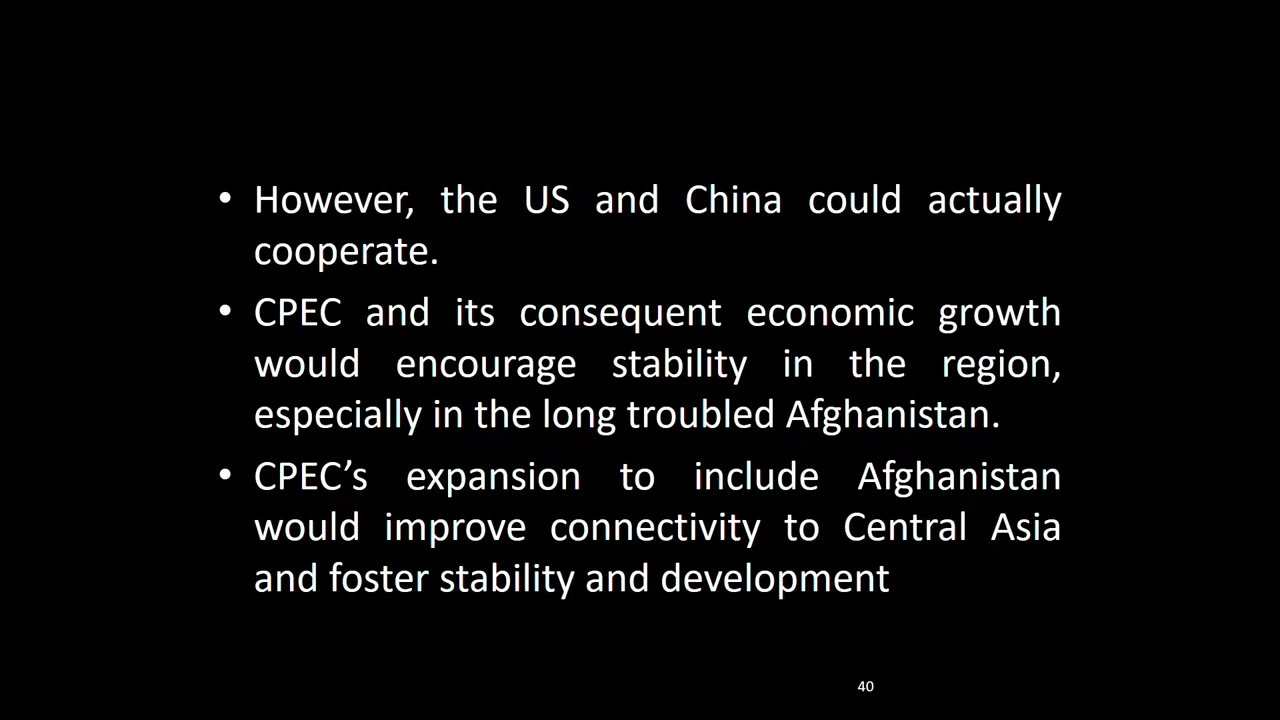 • However, the US and China could actually
cooperate.
• CPEC and its consequent economic growth
would encourage stability in the region,
especially in the long troubled Afghanistan.
• CPEC’s expansion to include Afghanistan
would improve connectivity to Central Asia
and foster stability and development
40